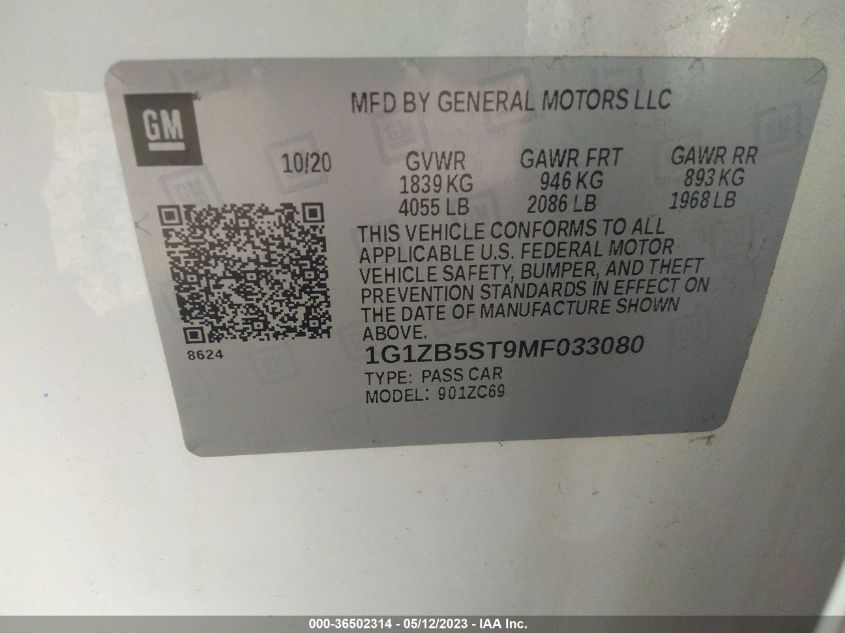 GM
MFD BY GENERAL MOTORS LLC
10/20
GVWR
1839 KG
4055 LB
GAWR FRT
946 KG
2086 LB
GAWR RR
893 KG
1968 LB
THIS VEHICLE CONFORMS TO ALL
APPLICABLE U.S. FEDERAL MOTOR
VEHICLE SAFETY, BUMPER, AND THEFT
PREVENTION STANDARDS IN EFFECT ON
THE DATE OF MANUFACTURE SHOWN
ABOVE.
8624
1G1ZB5ST9MF033080
TYPE: PASS CAR
MODEL: 901ZC69
000-36502314 - 05/12/2023 - IAA Inc.